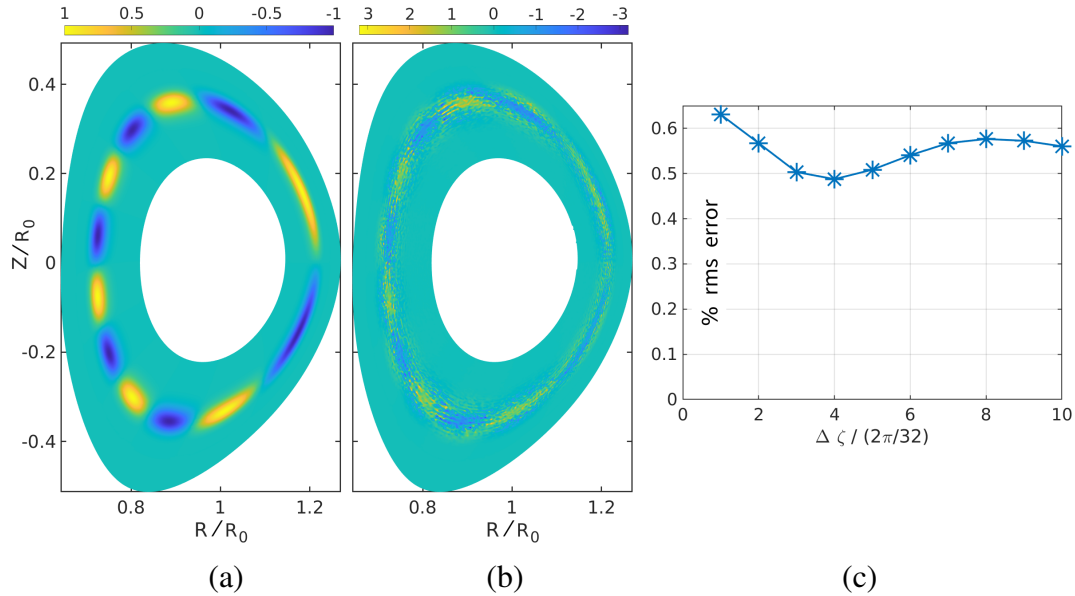 1 0.5 0 -0.5 -1
3 2 1 0 -1 -2 -3
0.4
0.2
0
-0.2
-0.4
Z/R₀
0.8 1 1.2
R/R₀
0.8 1 1.2
R/R₀
0.6
0.5
0.4
0.3
0.2
0.1
0
% rms error
0 2 4 6 8 10
Δ ζ / (2π/32)
(a) (b) (c)